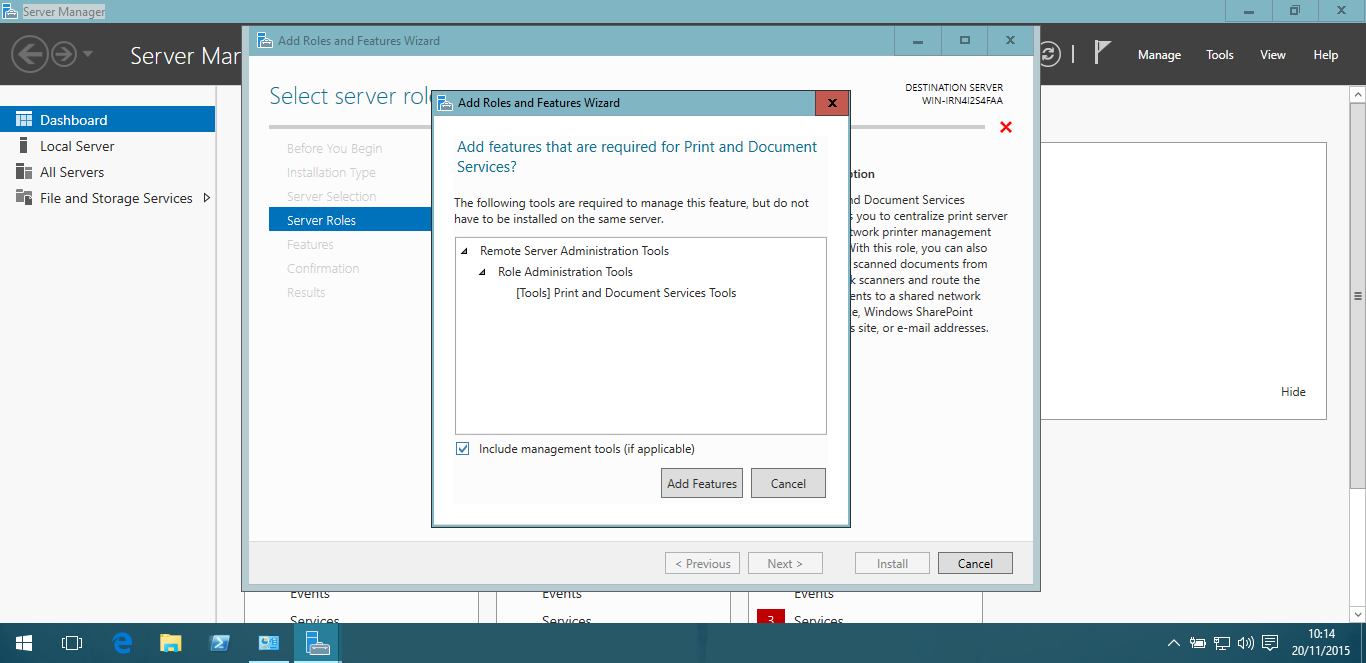 Server Manager
Server Mar
Manage
Tools
View
Help
Dashboard
Local Server
All Servers
File and Storage Services
Add Roles and Features Wizard
Select server role
DESTINATION SERVER
WIN-IRN4I2S4FAA
Before You Begin
Installation Type
Server Selection
Server Roles
Features
Confirmation
Results
Add Roles and Features Wizard
Add features that are required for Print and Document
Services?
The following tools are required to manage this feature, but do not
have to be installed on the same server.
Remote Server Administration Tools
Role Administration Tools
[Tools] Print and Document Services Tools
Include management tools (if applicable)
Add Features
Cancel
ption
nd Document Services
s you to centralize print server
twork printer management
With this role, you can also
scanned documents from
k scanners and route the
ents to a shared network
e, Windows SharePoint
s site, or e-mail addresses.
Hide
< Previous
Next >
Install
Cancel
Events
Events
Events
Services
Services
3
Services
10:14
20/11/2015